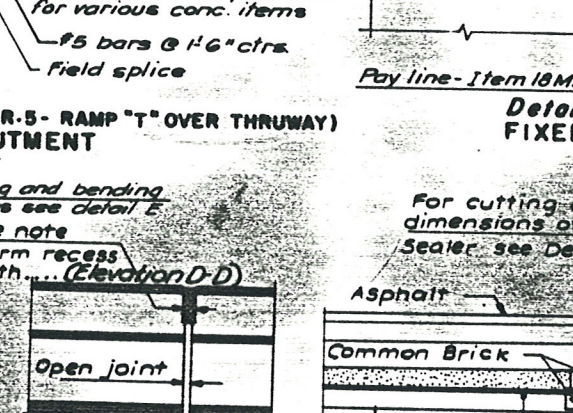 for various conc. items
#5 bars @ 1'6" ctrs.
Field splice
Pay line - Item 18M
R.5 - RAMP "T" OVER THRUWAY)
UTMENT
Deta
FIXE
g and bending
s see detail E
e note
rm recess
th.... (Elevation D-D)
For cutting
dimensions o
Sealer see De
Asphalt
Open joint
Common Brick